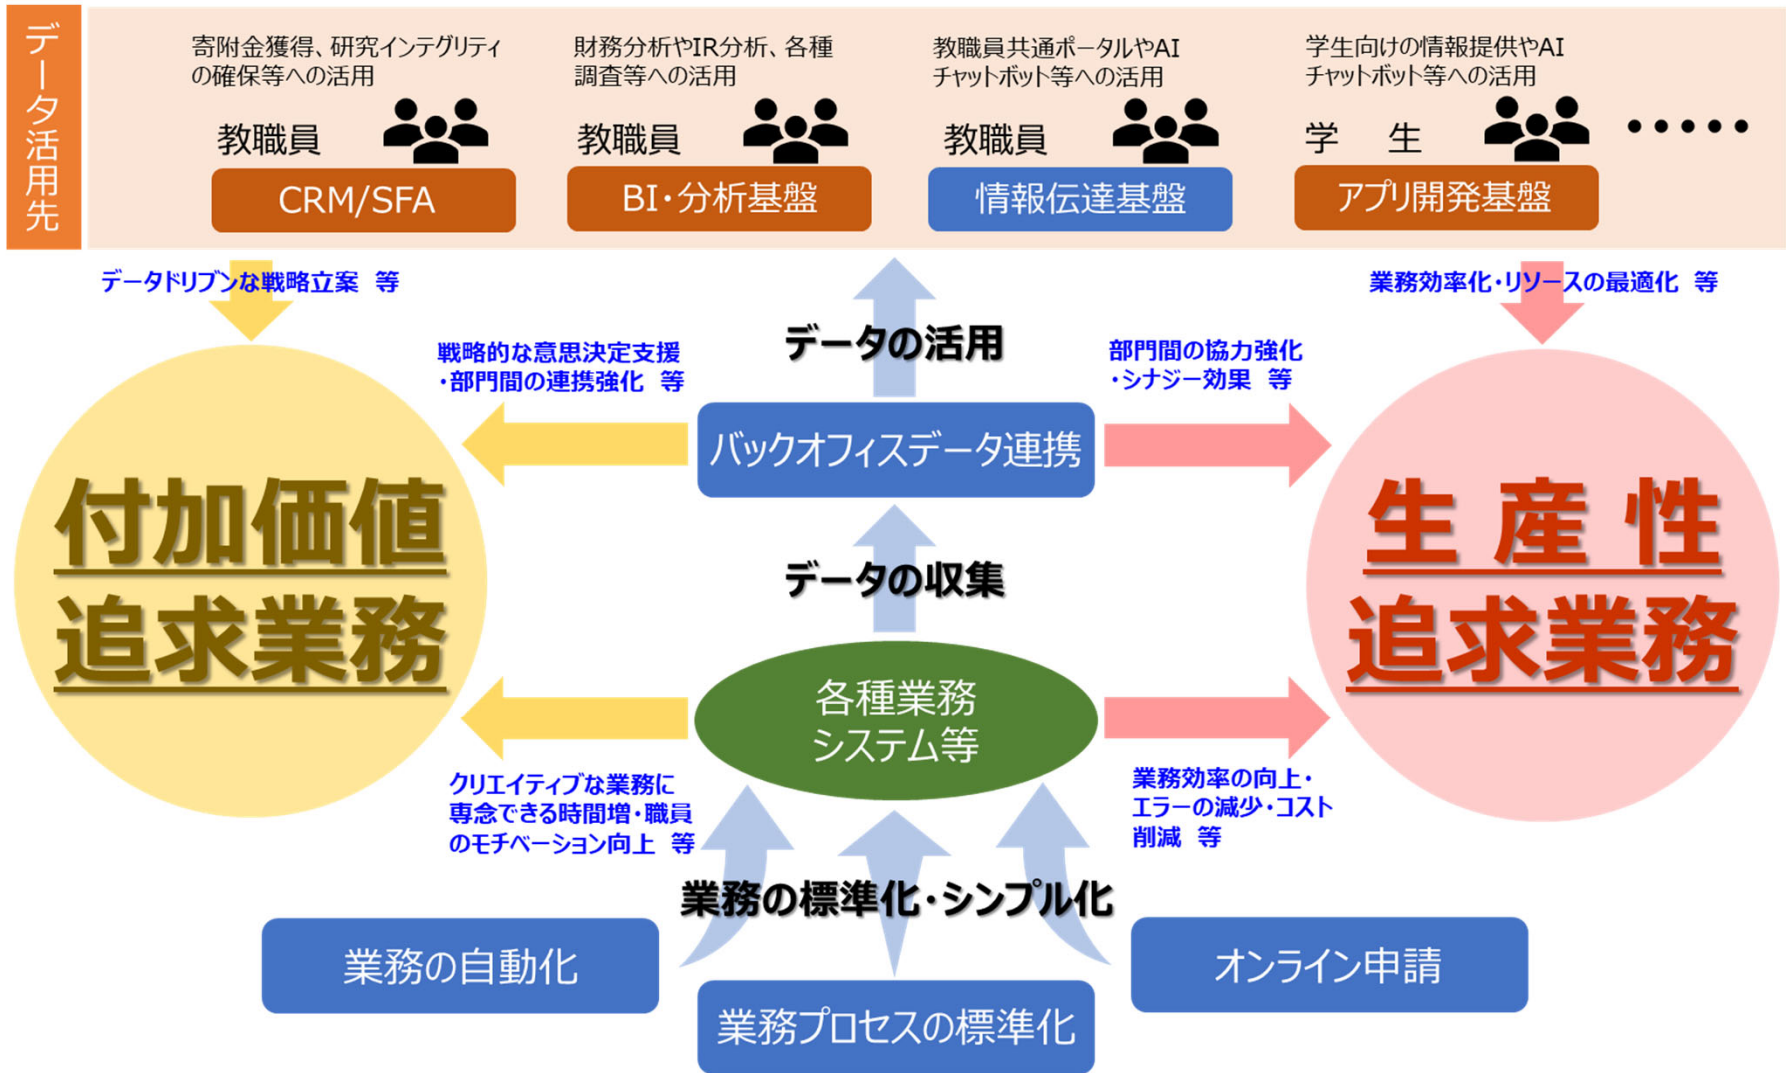 データ活用先
寄附金獲得、研究インテグリティ
の確保等への活用
教職員
CRM/SFA
財務分析やIR分析、各種
調査等への活用
教職員
BI・分析基盤
教職員共通ポータルやAI
チャットボット等への活用
教職員
情報伝達基盤
学生向けの情報提供やAI
チャットボット等への活用
学　生
アプリ開発基盤
・・・・・
データドリブンな戦略立案　等
業務効率化・リソースの最適化　等
データの活用
戦略的な意思決定支援
・部門間の連携強化　等
部門間の協力強化
・シナジー効果　等
バックオフィスデータ連携
付加価値
追求業務
生 産 性
追求業務
データの収集
各種業務
システム等
クリエイティブな業務に
専念できる時間増・職員
のモチベーション向上　等
業務効率の向上・
エラーの減少・コスト
削減　等
業務の標準化・シンプル化
業務の自動化
業務プロセスの標準化
オンライン申請